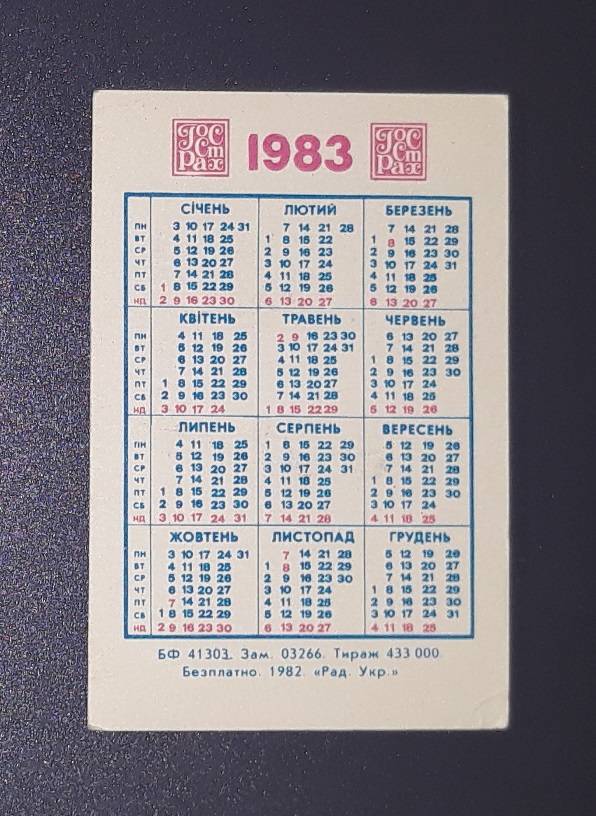 Гос Ст Рах 1983 Гос Ст Рах
СІЧЕНЬ ЛЮТИЙ БЕРЕЗЕНЬ
ПН 3 10 17 24 31 7 14 21 28 7 14 21 28
ВТ 4 11 18 25 1 8 15 22 1 8 15 22 29
СР 5 12 19 26 2 9 16 23 2 9 16 23 30
ЧТ 6 13 20 27 3 10 17 24 3 10 17 24 31
ПТ 7 14 21 28 4 11 18 25 4 11 18 25
СБ 1 8 15 22 29 5 12 19 26 5 12 19 26
НД 2 9 16 23 30 6 13 20 27 6 13 20 27
КВІТЕНЬ ТРАВЕНЬ ЧЕРВЕНЬ
ПН 4 11 18 25 2 9 16 23 30 6 13 20 27
ВТ 5 12 19 26 3 10 17 24 31 7 14 21 28
СР 6 13 20 27 4 11 18 25 1 8 15 22 29
ЧТ 7 14 21 28 5 12 19 26 2 9 16 23 30
ПТ 1 8 15 22 29 6 13 20 27 3 10 17 24
СБ 2 9 16 23 30 7 14 21 28 4 11 18 25
НД 3 10 17 24 1 8 15 22 29 5 12 19 26
ЛИПЕНЬ СЕРПЕНЬ ВЕРЕСЕНЬ
ПН 4 11 18 25 1 8 15 22 29 5 12 19 26
ВТ 5 12 19 26 2 9 16 23 30 6 13 20 27
СР 6 13 20 27 3 10 17 24 31 7 14 21 28
ЧТ 7 14 21 28 4 11 18 25 1 8 15 22 29
ПТ 1 8 15 22 29 5 12 19 26 2 9 16 23 30
СБ 2 9 16 23 30 6 13 20 27 3 10 17 24
НД 3 10 17 24 31 7 14 21 28 4 11 18 25
ЖОВТЕНЬ ЛИСТОПАД ГРУДЕНЬ
ПН 3 10 17 24 31 7 14 21 28 5 12 19 26
ВТ 4 11 18 25 1 8 15 22 29 6 13 20 27
СР 5 12 19 26 2 9 16 23 30 7 14 21 28
ЧТ 6 13 20 27 3 10 17 24 1 8 15 22 29
ПТ 7 14 21 28 4 11 18 25 2 9 16 23 30
СБ 1 8 15 22 29 5 12 19 26 3 10 17 24 31
НД 2 9 16 23 30 6 13 20 27 4 11 18 25
БФ 41303. Зам. 03266. Тираж 433 000.
Безплатно. 1982. «Рад. Укр.»